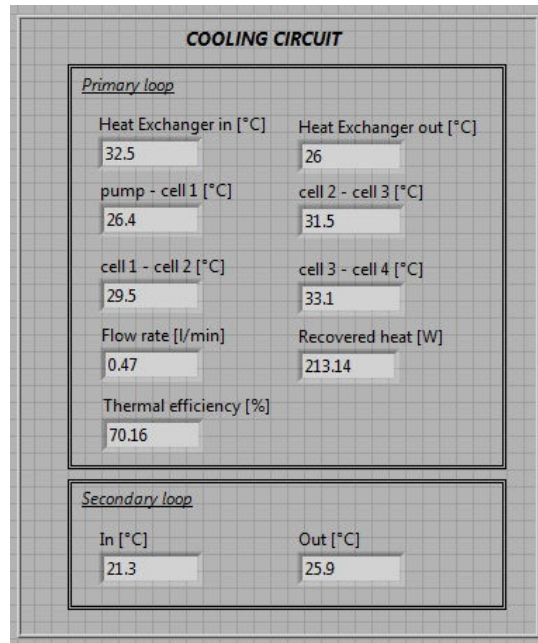 COOLING CIRCUIT
Primary loop
Heat Exchanger in [°C] Heat Exchanger out [°C]
32.5 26
pump - cell 1 [°C] cell 2 - cell 3 [°C]
26.4 31.5
cell 1 - cell 2 [°C] cell 3 - cell 4 [°C]
29.5 33.1
Flow rate [l/min] Recovered heat [W]
0.47 213.14
Thermal efficiency [%]
70.16
Secondary loop
In [°C] Out [°C]
21.3 25.9